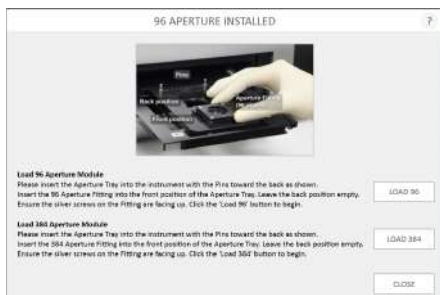 96 APERTURE INSTALLED
?
Pins
Back position
Aperture Fitting
Front position
Load 96 Aperture Module
Please insert the Aperture Tray into the instrument with the Pins toward the back as shown.
Insert the 96 Aperture Fitting into the front position of the Aperture Tray. Leave the back position empty.
Ensure the silver screws on the Fitting are facing up. Click the 'Load 96' button to begin.
LOAD 96
Load 384 Aperture Module
Please insert the Aperture Tray into the instrument with the Pins toward the back as shown.
Insert the 384 Aperture Fitting into the front position of the Aperture Tray. Leave the back position empty.
Ensure the silver screws on the Fitting are facing up. Click the 'Load 384' button to begin.
LOAD 384
CLOSE